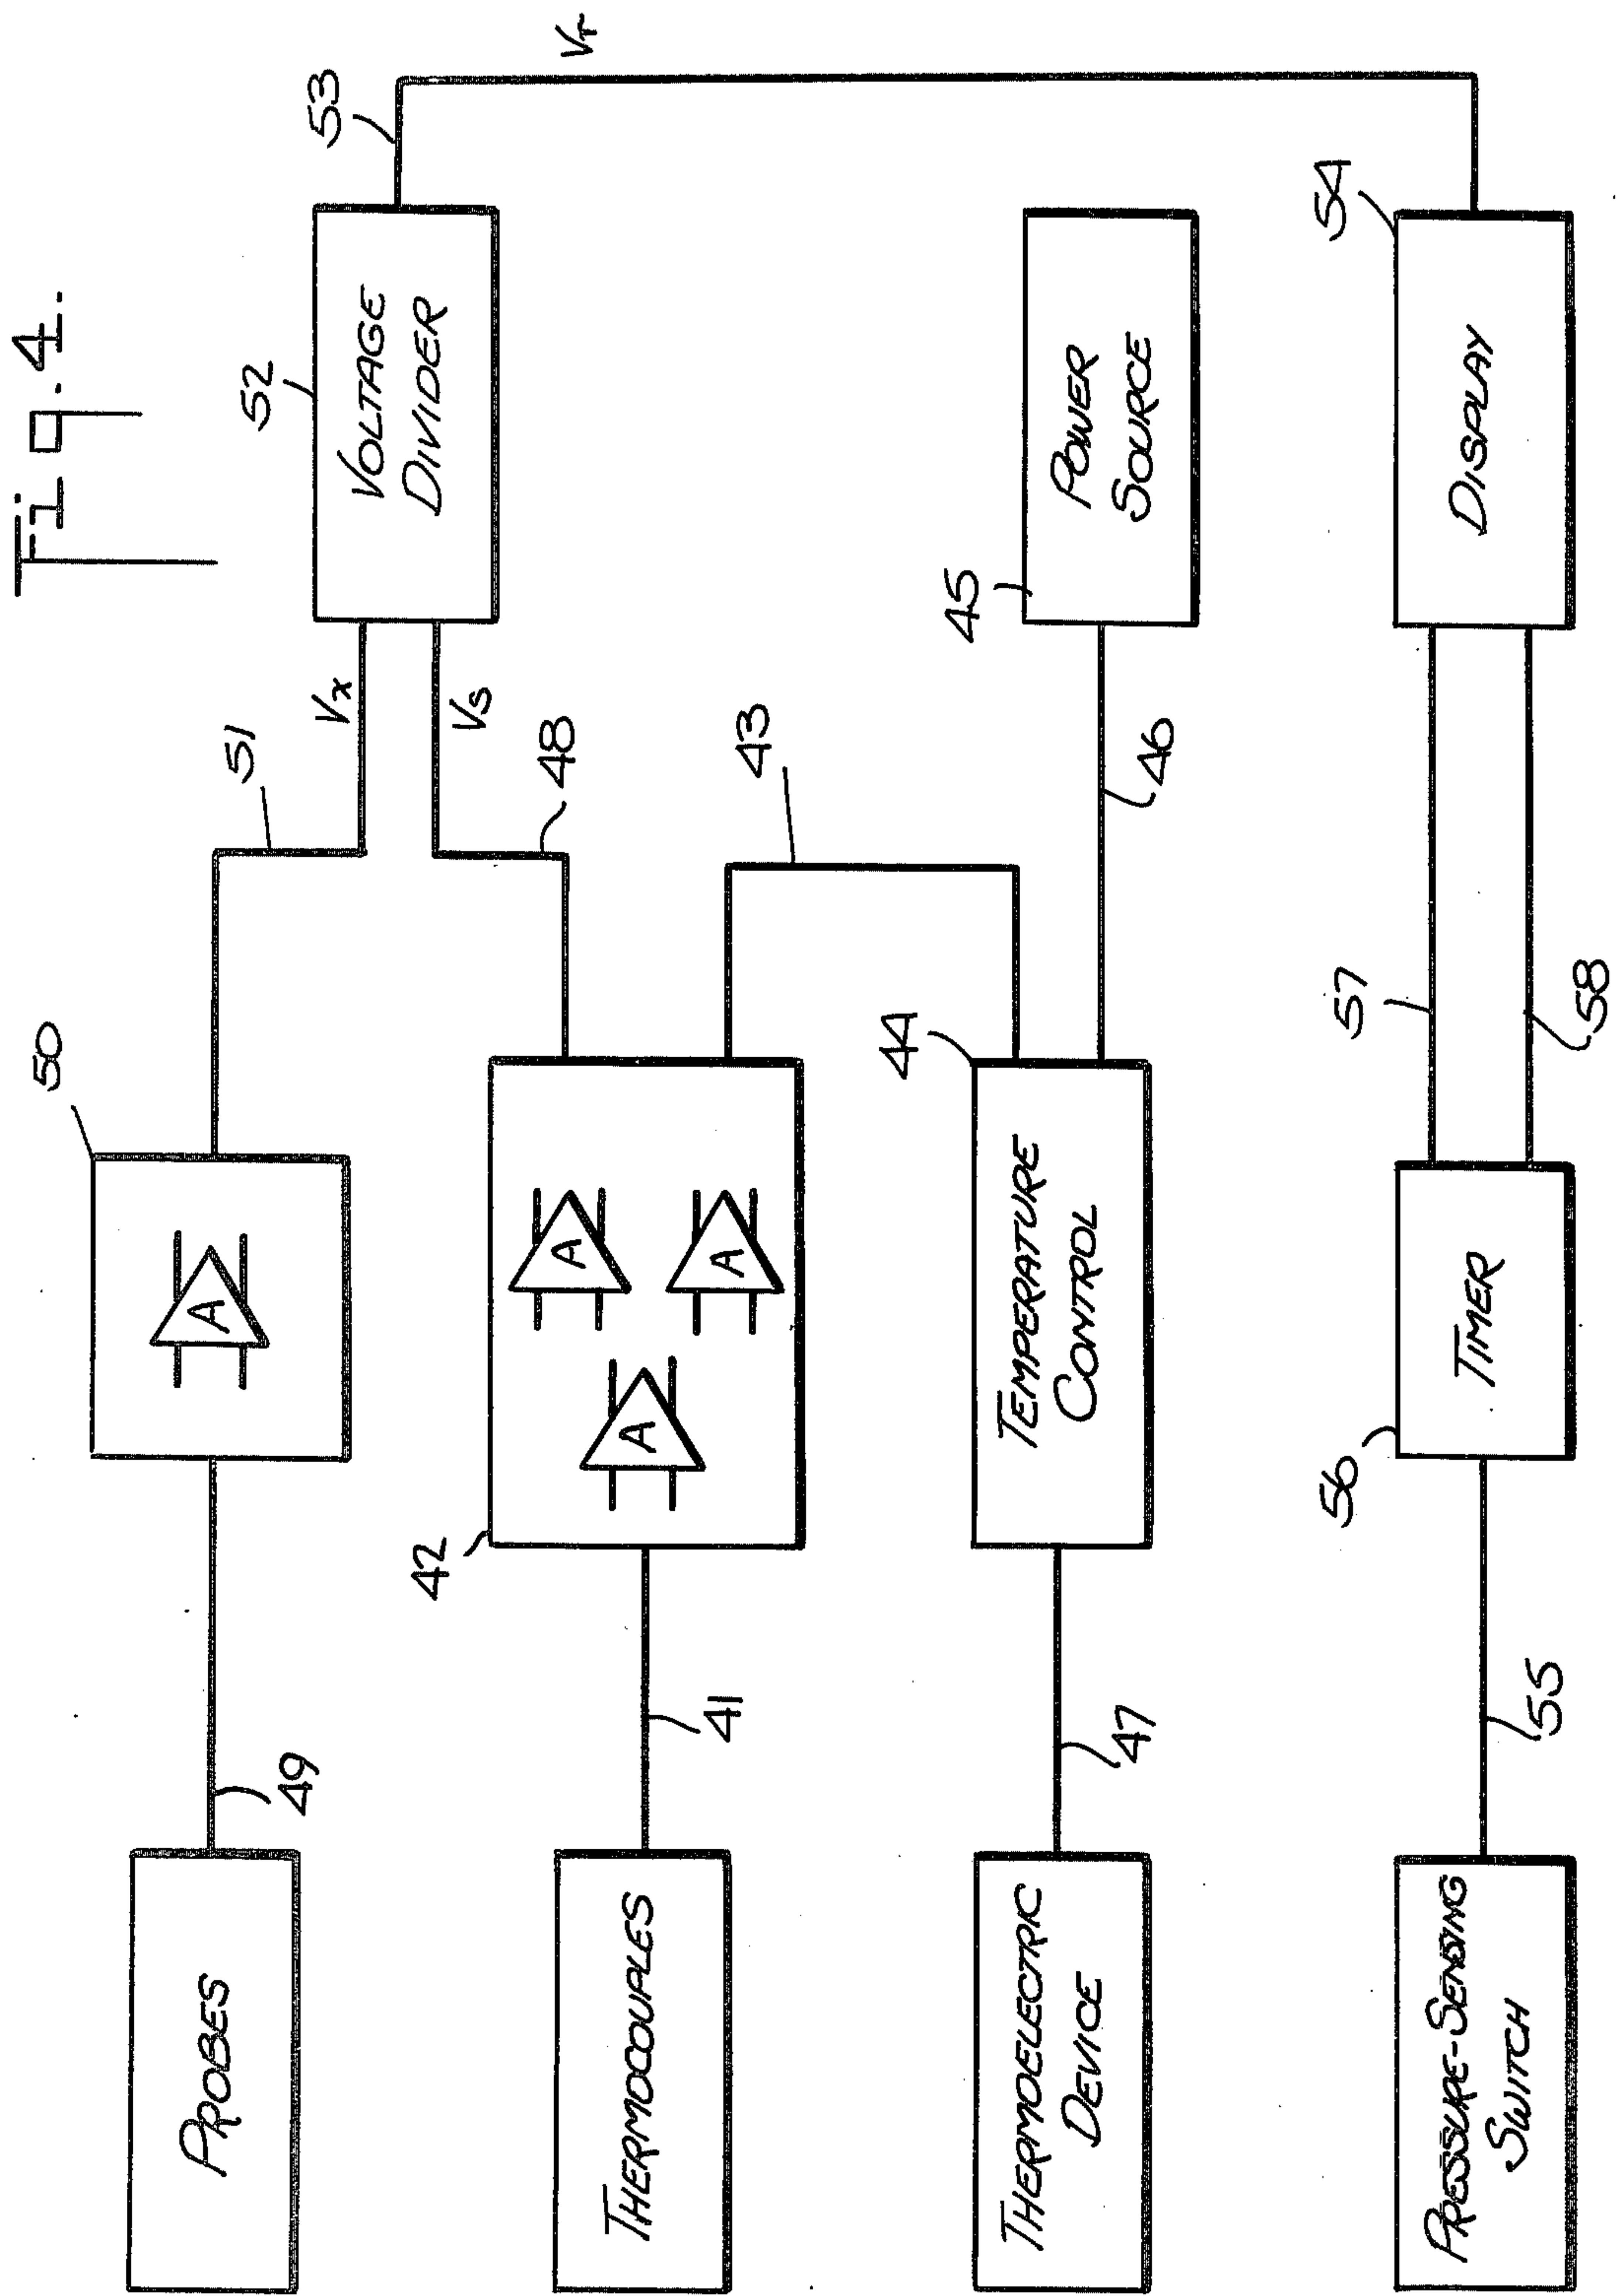 Fig. 4.
50
51
52
53
PROBES
49
A
Vx
VOLTAGE
DIVIDER
Vs
Vr
42
48
THERMOCOUPLES
41
A
A
A
43
44
45
THERMOELECTRIC
DEVICE
47
TEMPERATURE
CONTROL
46
POWER
SOURCE
56
57
54
PRESSURE-SENSING
SWITCH
55
TIMER
58
DISPLAY